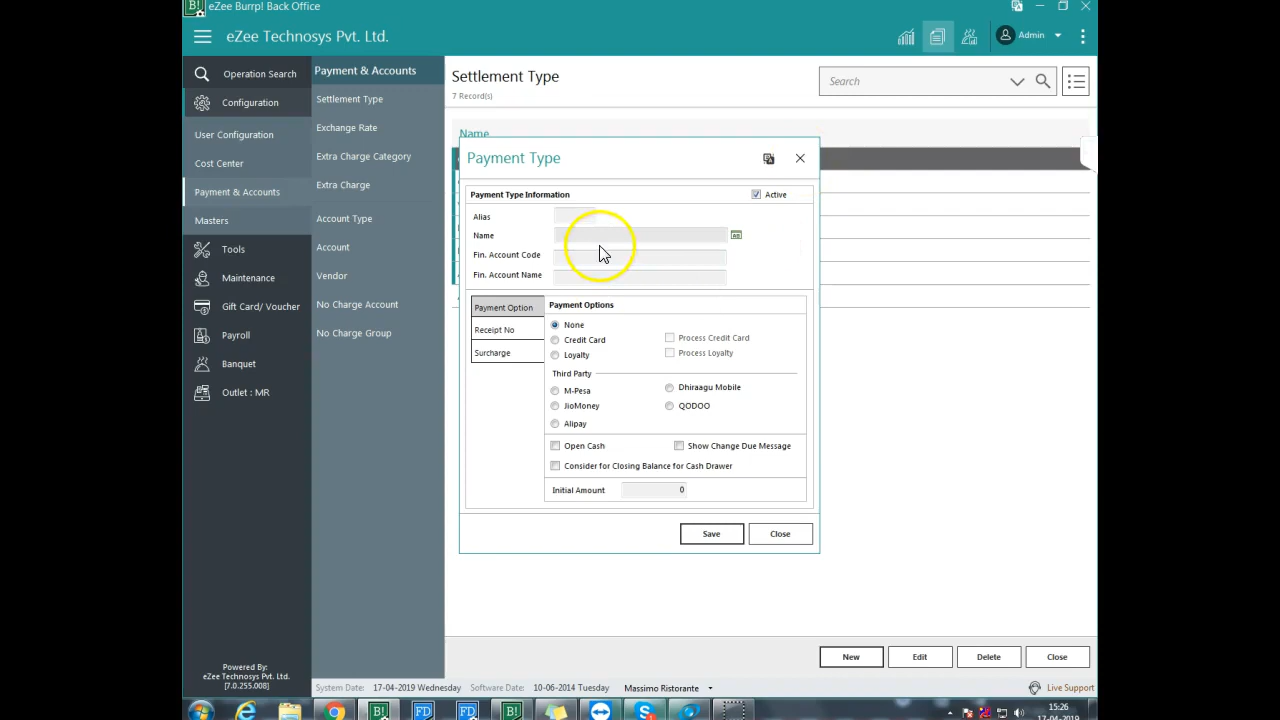 eZee Burrp! Back Office
eZee Technosys Pvt. Ltd.
Admin
Operation Search
Configuration
User Configuration
Cost Center
Payment & Accounts
Masters
Tools
Maintenance
Gift Card/ Voucher
Payroll
Banquet
Outlet : MR
Powered By:
eZee Technosys Pvt. Ltd.
[7.0.255.008]
Payment & Accounts
Settlement Type
Exchange Rate
Extra Charge Category
Extra Charge
Account Type
Account
Vendor
No Charge Account
No Charge Group
Settlement Type
7 Record(s)
Search
Name
Payment Type
Payment Type Information
Active
Alias
Name
Fin. Account Code
Fin. Account Name
Payment Option
Receipt No
Surcharge
Payment Options
None
Credit Card
Process Credit Card
Loyalty
Process Loyalty
Third Party
M-Pesa
Dhiraagu Mobile
JioMoney
QODOO
Alipay
Open Cash
Show Change Due Message
Consider for Closing Balance for Cash Drawer
Initial Amount
0
Save
Close
New
Edit
Delete
Close
System Date: 17-04-2019 Wednesday
Software Date: 10-06-2014 Tuesday
Massimo Ristorante
Live Support
15:26
17-04-2019